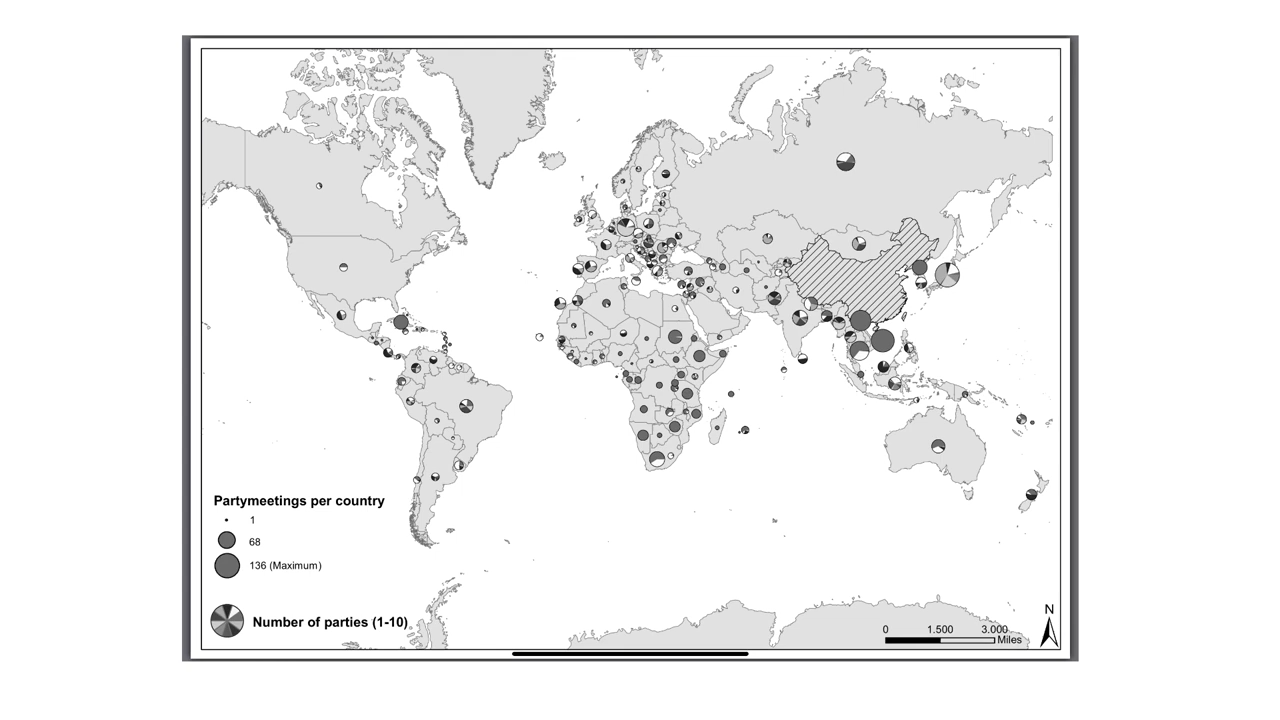 Partymeetings per country
1
68
136 (Maximum)
Number of parties (1-10)
N
0 1.500 3.000
Miles